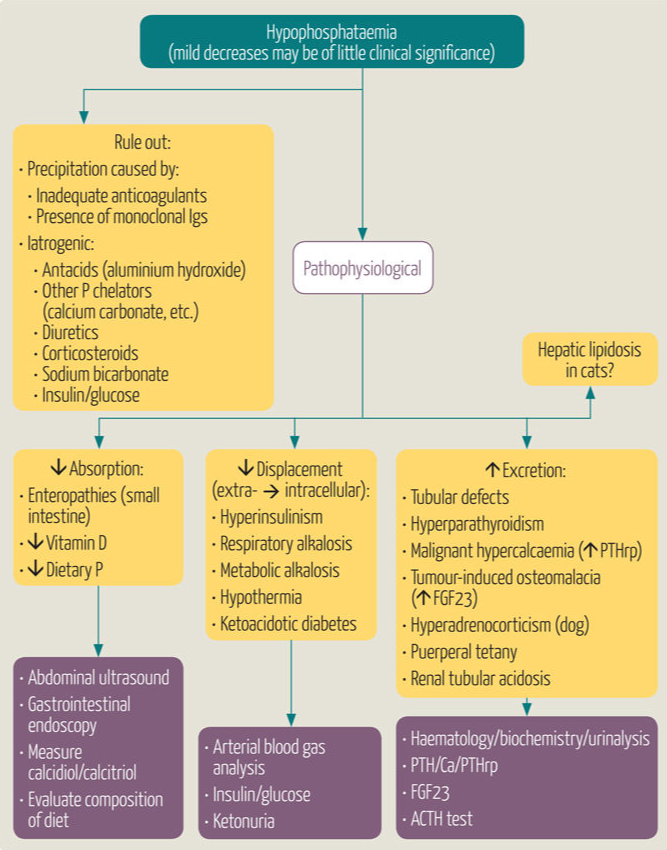 Hypophosphataemia
(mild decreases may be of little clinical significance)
Rule out:
· Precipitation caused by:
· Inadequate anticoagulants
· Presence of monoclonal Igs
· Iatrogenic:
· Antacids (aluminium hydroxide)
· Other P chelators
(calcium carbonate, etc.)
· Diuretics
· Corticosteroids
· Sodium bicarbonate
· Insulin/glucose
Pathophysiological
Hepatic lipidosis
in cats?
↓ Absorption:
· Enteropathies (small
intestine)
· ↓ Vitamin D
· ↓ Dietary P
↓ Displacement
(extra- → intracellular):
· Hyperinsulinism
· Respiratory alkalosis
· Metabolic alkalosis
· Hypothermia
· Ketoacidotic diabetes
↑ Excretion:
· Tubular defects
· Hyperparathyroidism
· Malignant hypercalcaemia (↑ PTHrp)
· Tumour-induced osteomalacia
(↑ FGF23)
· Hyperadrenocorticism (dog)
· Puerperal tetany
· Renal tubular acidosis
· Abdominal ultrasound
· Gastrointestinal
endoscopy
· Measure
calcidiol/calcitriol
· Evaluate composition
of diet
· Arterial blood gas
analysis
· Insulin/glucose
· Ketonuria
· Haematology/biochemistry/urinalysis
· PTH/Ca/PTHrp
· FGF23
· ACTH test